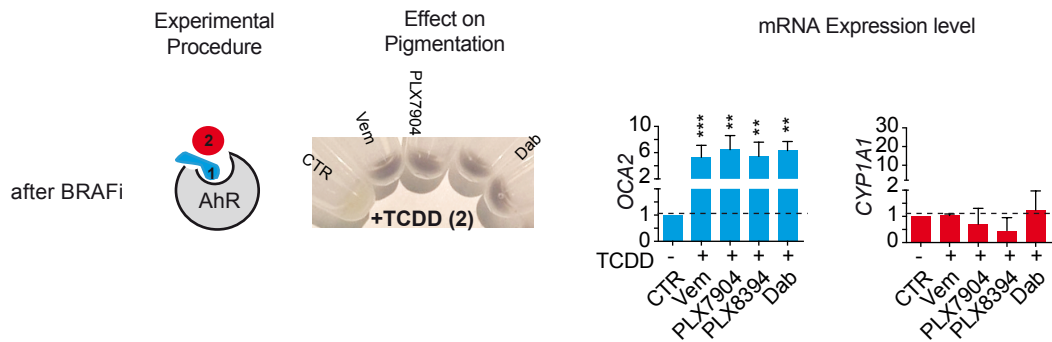 Experimental
Procedure
Effect on
Pigmentation
mRNA Expression level
after BRAFi
2
1
AhR
CTR
Vem
PLX7904
Dab
+TCDD (2)
OCA2
10
6
2
1
0
***
**
**
**
TCDD
- + + + +
CTR
Vem
PLX7904
PLX8394
Dab
CYP1A1
30
20
10
2
1
0
- + + + +
CTR
Vem
PLX7904
PLX8394
Dab